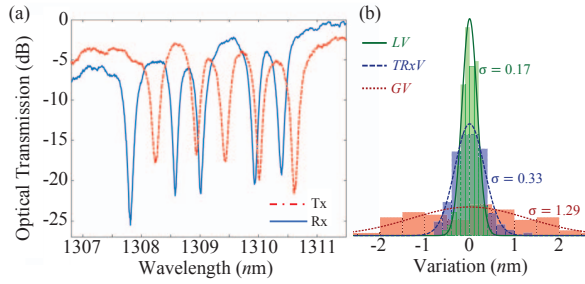 (a)
Optical Transmission (dB)
0
-5
-10
-15
-20
-25
1307 1308 1309 1310 1311
Wavelength (nm)
Tx
Rx
(b)
LV
TRxV
GV
σ = 0.17
σ = 0.33
σ = 1.29
-2 -1 0 1 2
Variation (nm)